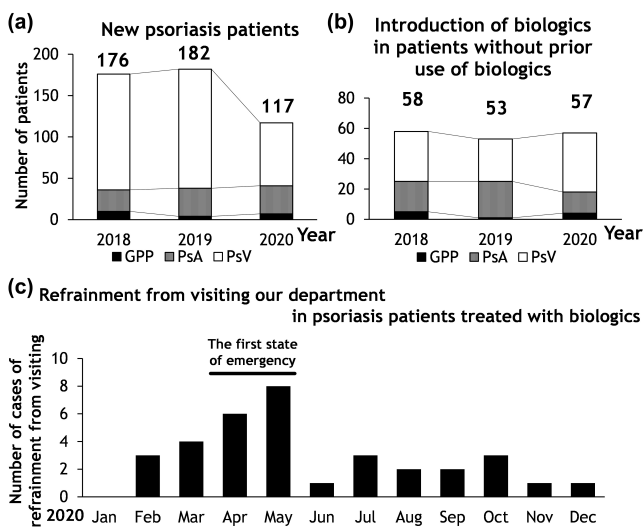 (a) New psoriasis patients
Number of patients
200
150
100
50
0
176
182
117
2018 2019 2020 Year
GPP PsA PsV
(b) Introduction of biologics
in patients without prior
use of biologics
Number of patients
80
60
40
20
0
58
53
57
2018 2019 2020 Year
GPP PsA PsV
(c) Refrainment from visiting our department
in psoriasis patients treated with biologics
The first state
of emergency
Number of cases of
refrainment from visiting
10
8
6
4
2
0
2020 Jan Feb Mar Apr May Jun Jul Aug Sep Oct Nov Dec